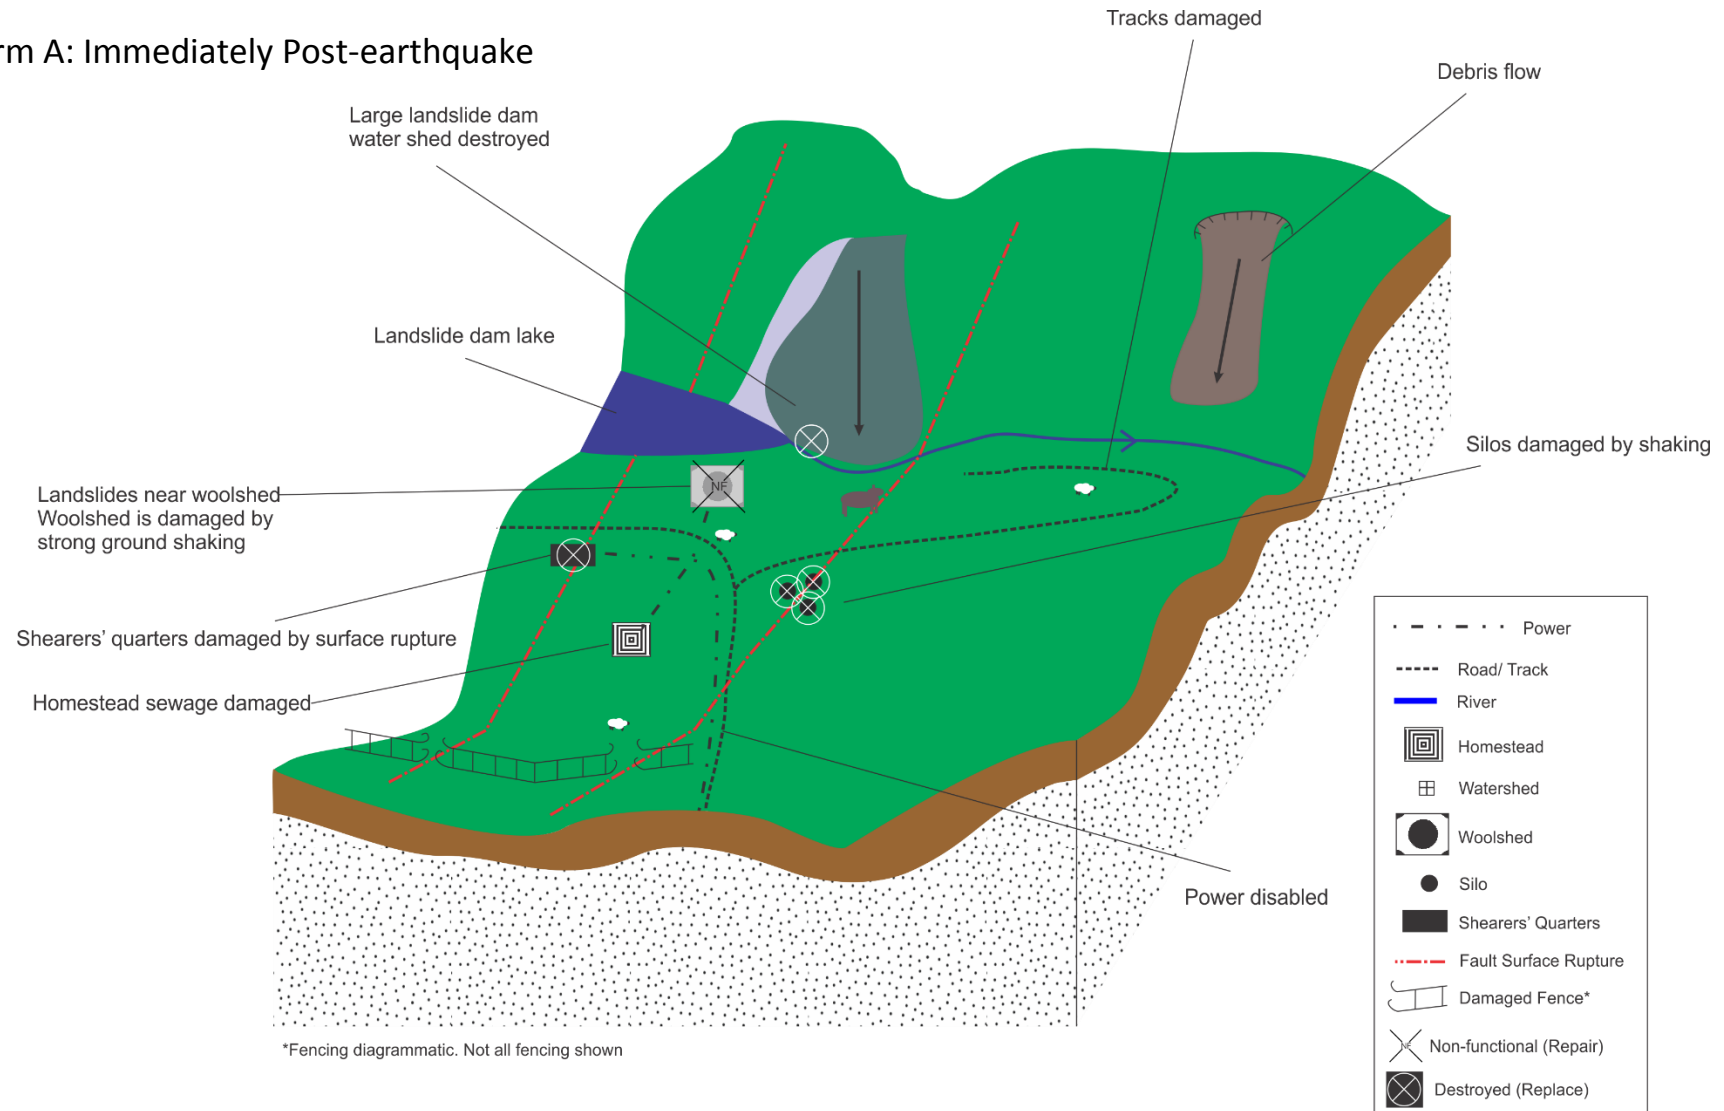 rm A: Immediately Post-earthquake
Tracks damaged
Debris flow
Large landslide dam
water shed destroyed
Landslide dam lake
Silos damaged by shaking
Landslides near woolshed
Woolshed is damaged by
strong ground shaking
NF
Shearers' quarters damaged by surface rupture
Homestead sewage damaged
Power disabled
Power
Road/ Track
River
Homestead
Watershed
Woolshed
Silo
Shearers' Quarters
Fault Surface Rupture
Damaged Fence*
NF
Non-functional (Repair)
Destroyed (Replace)
*Fencing diagrammatic. Not all fencing shown